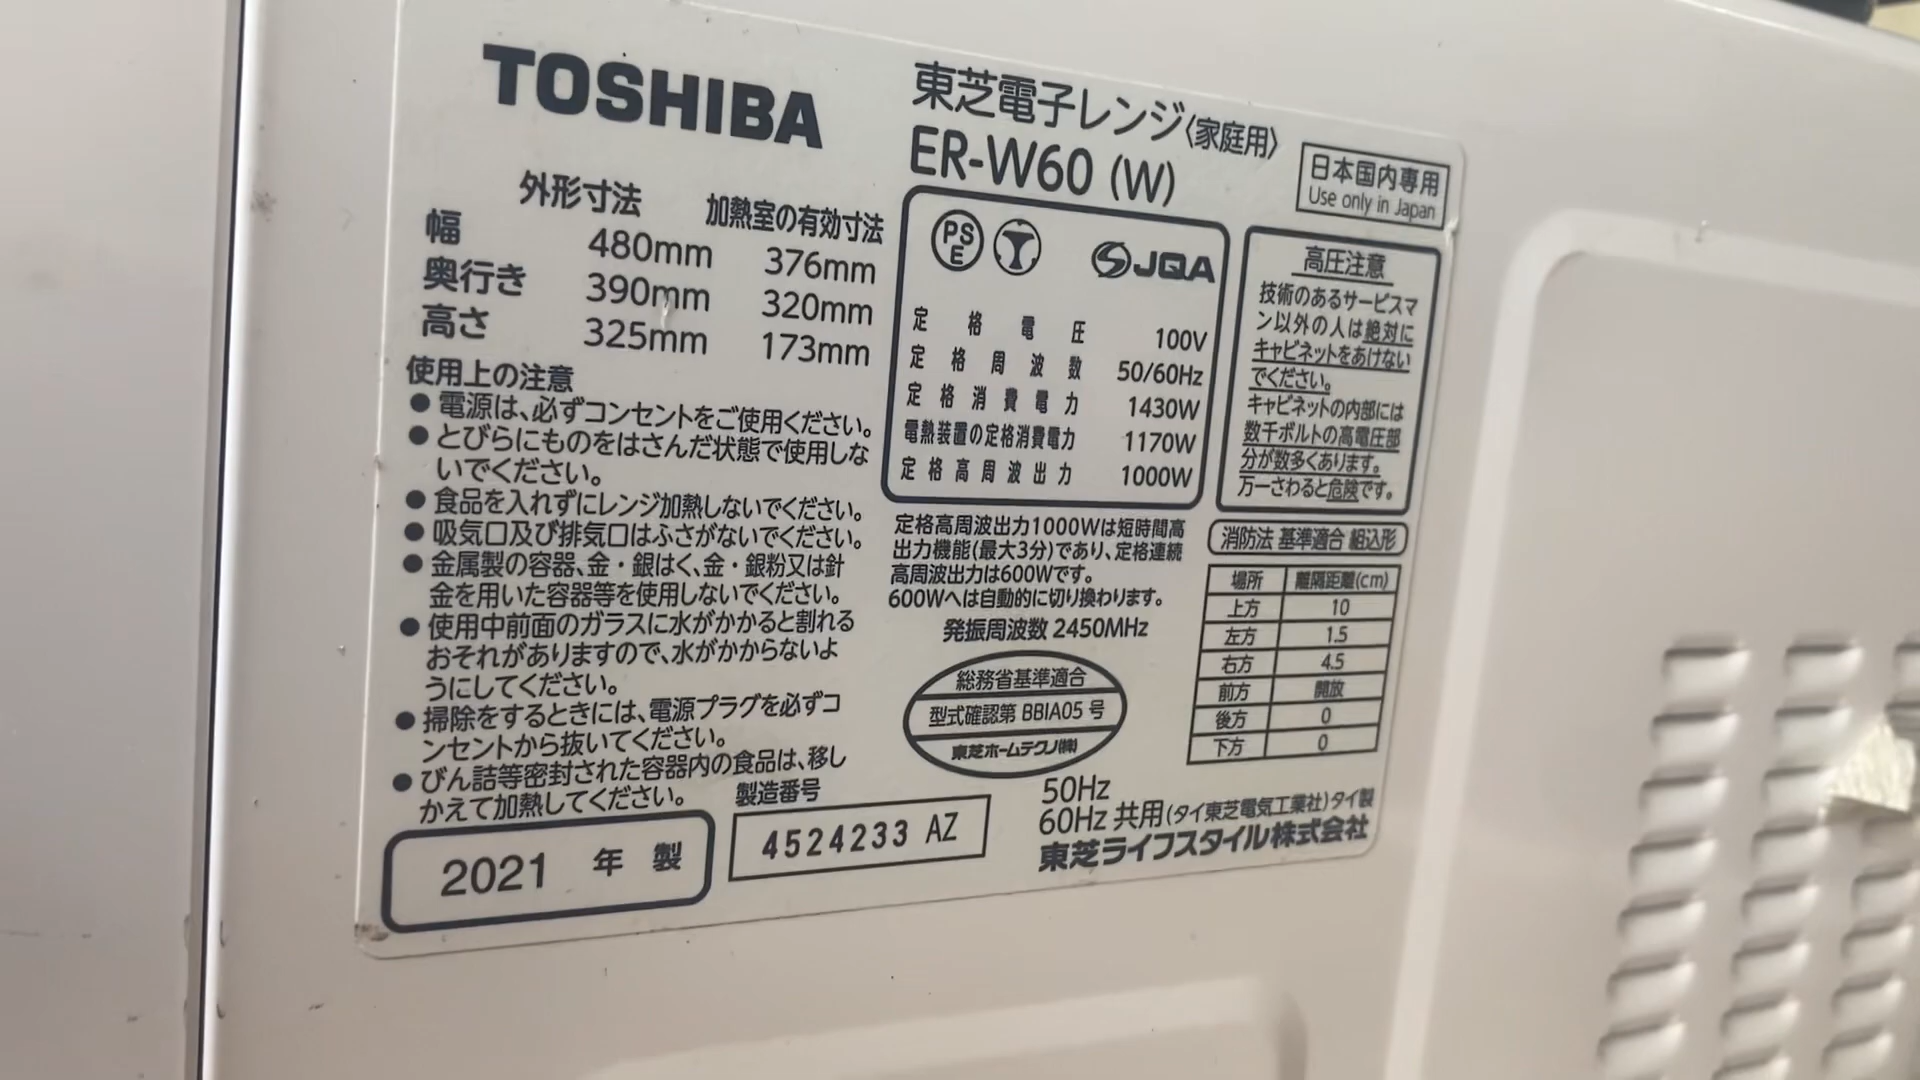 TOSHIBA
東芝電子レンジ〈家庭用〉
ER-W60 (W)
日本国内専用
Use only in Japan
外形寸法 加熱室の有効寸法
幅 480mm 376mm
奥行き 390mm 320mm
高さ 325mm 173mm
使用上の注意
● 電源は、必ずコンセントをご使用ください。
● とびらにものをはさんだ状態で使用しな
いでください。
● 食品を入れずにレンジ加熱しないでください。
● 吸気口及び排気口はふさがないでください。
● 金属製の容器、金・銀はく、金・銀粉又は針
金を用いた容器等を使用しないでください。
● 使用中前面のガラスに水がかかると割れる
おそれがありますので、水がかからないよ
うにしてください。
● 掃除をするときには、電源プラグを必ずコ
ンセントから抜いてください。
● びん詰等密封された容器内の食品は、移し
かえて加熱してください。
2021 年 製
製造番号
4524233 AZ
PS
E
JQA
定格電圧 100V
定格周波数 50/60Hz
定格消費電力 1430W
電熱装置の定格消費電力 1170W
定格高周波出力 1000W
定格高周波出力1000Wは短時間高
出力機能(最大3分)であり、定格連続
高周波出力は600Wです。
600Wへは自動的に切り換わります。
発振周波数 2450MHz
総務省基準適合
型式確認第 BBIA05 号
東芝ホームテクノ(株)
高圧注意
技術のあるサービスマ
ン以外の人は絶対に
キャビネットをあけない
でください。
キャビネットの内部には
数千ボルトの高電圧部
分が数多くあります。
万一さわると危険です。
消防法 基準適合 組込形
場所 離隔距離(cm)
上方 10
左方 1.5
右方 4.5
前方 開放
後方 0
下方 0
50Hz
60Hz 共用(タイ東芝電気工業社)タイ製
東芝ライフスタイル株式会社